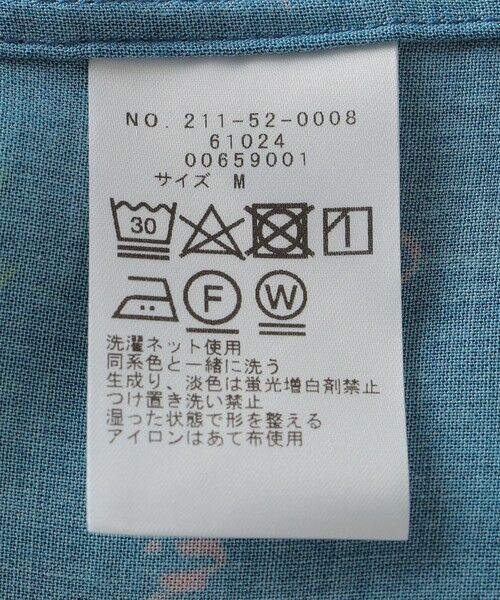 NO. 211-52-0008
61024
00659001
サイズ M
30
F W
洗濯ネット使用
同系色と一緒に洗う
生成り、淡色は蛍光増白剤禁止
つけ置き洗い禁止
湿った状態で形を整える
アイロンはあて布使用